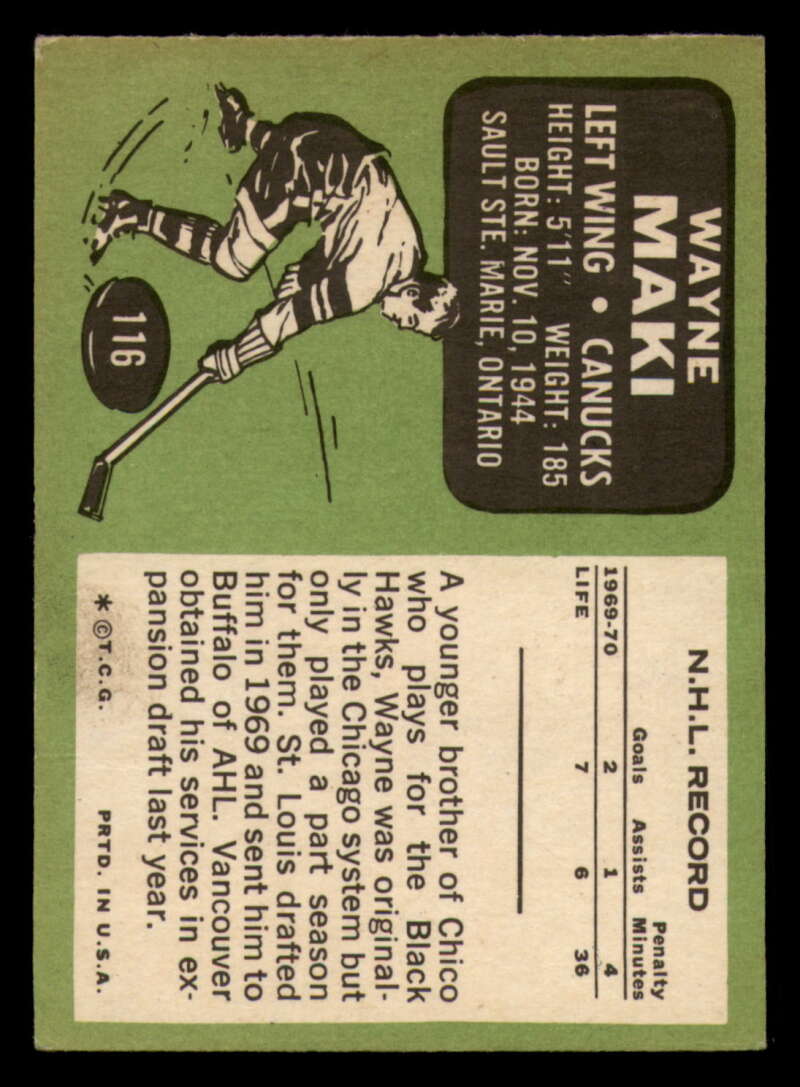 WAYNE
MAKI
LEFT WING • CANUCKS
HEIGHT: 5'11" WEIGHT: 185
BORN: NOV. 10, 1944
SAULT STE. MARIE, ONTARIO
116
N.H.L. RECORD
Penalty
Goals Assists Minutes
1969-70 2 1 4
LIFE 7 6 36
A younger brother of Chico
who plays for the Black
Hawks, Wayne was original-
ly in the Chicago system but
only played a part season
for them. St. Louis drafted
him in 1969 and sent him to
Buffalo of AHL. Vancouver
obtained his services in ex-
pansion draft last year.
* © T.C.G. PRTD. IN U.S.A.